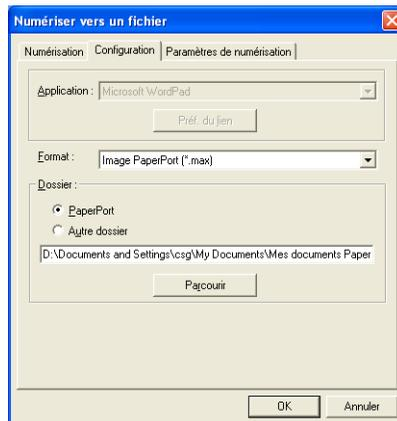 Numériser vers un fichier
Numérisation Configuration Paramètres de numérisation
Application : Microsoft WordPad
Préf. du lien
Format : Image PaperPort (*.max)
Dossier :
PaperPort
Autre dossier
D:\Documents and Settings\csg\My Documents\Mes documents Paper
Parcourir
OK Annuler